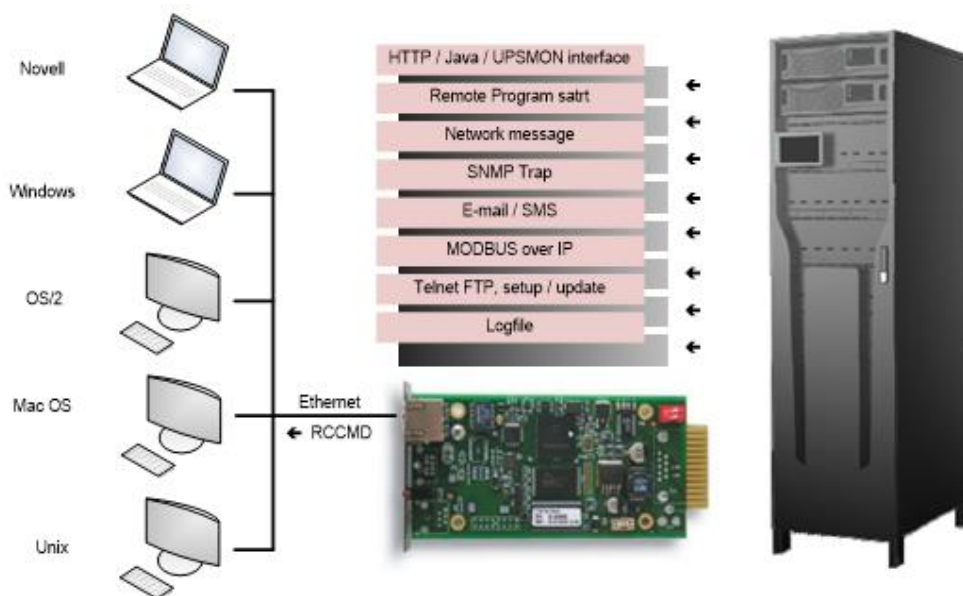 Novell
Windows
OS/2
Mac OS
Unix
Ethernet
← RCCMD
HTTP / Java / UPSMON interface
Remote Program satrt
Network message
SNMP Trap
E-mail / SMS
MODBUS over IP
Telnet FTP, setup / update
Logfile